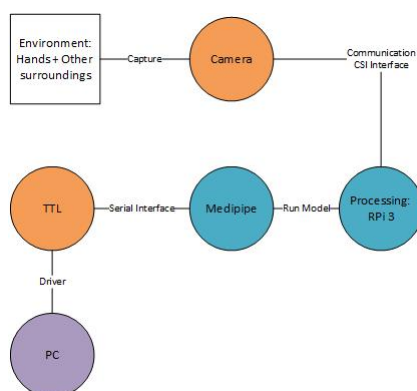 Environment:
Hands+ Other
surroundings
Capture
Camera
Communication
CSI Interface
TTL
Serial Interface
Medipipe
Run Model
Processing:
RPi 3
Driver
PC